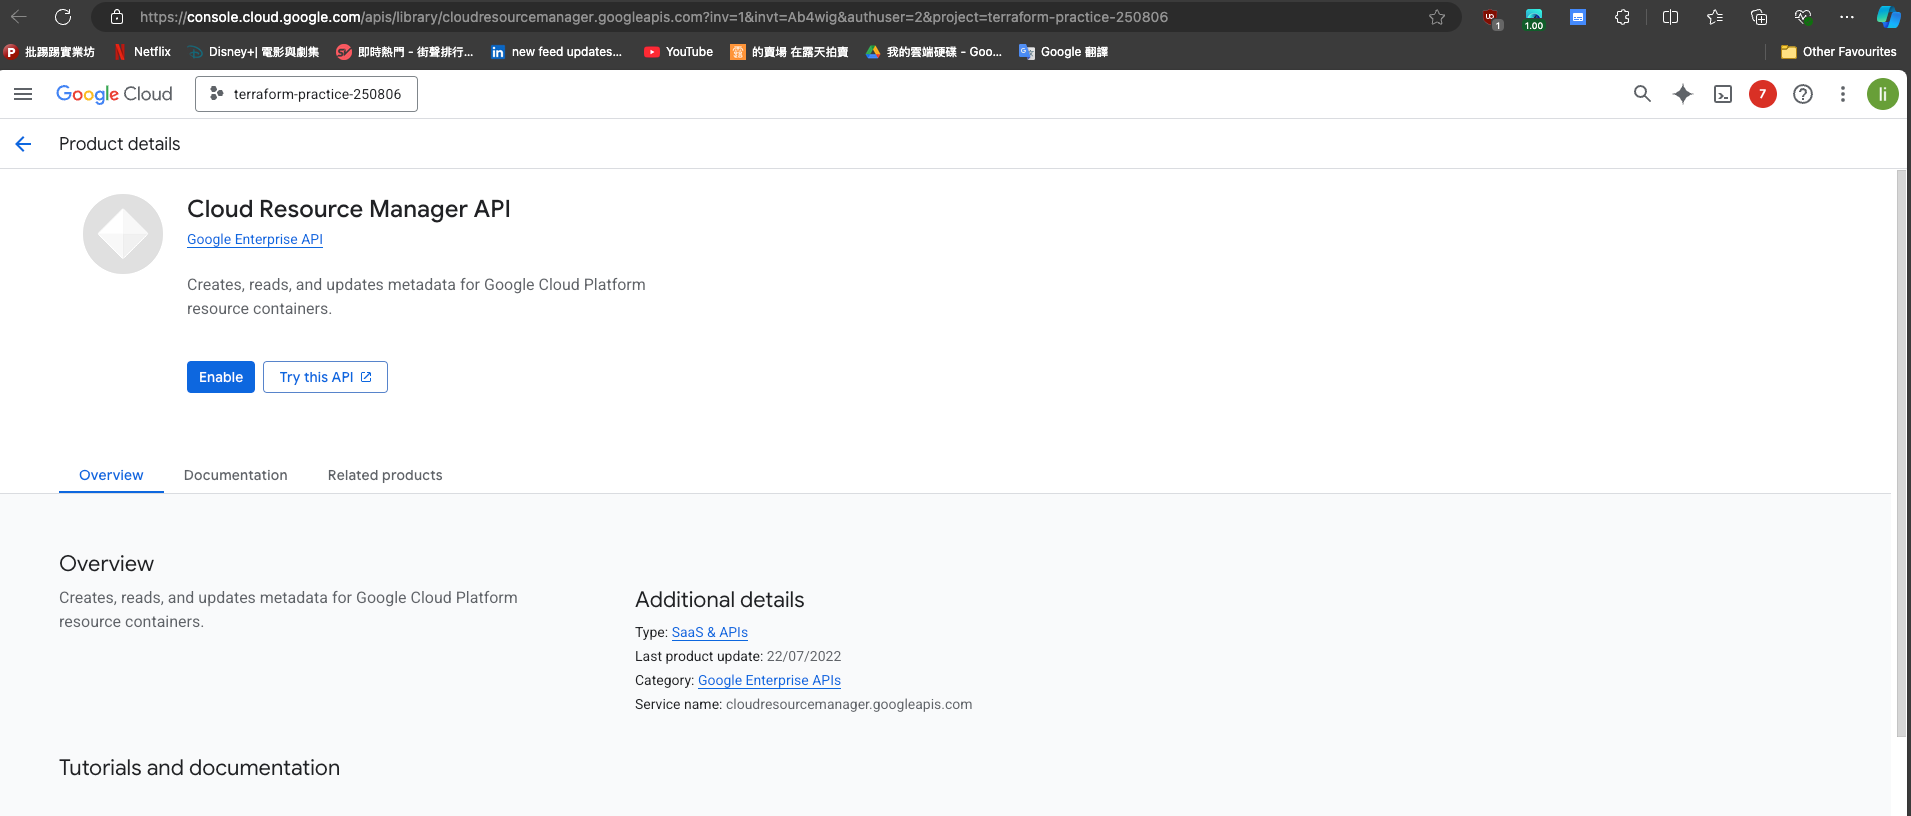 https://console.cloud.google.com/apis/library/cloudresourcemanager.googleapis.com?inv=1&invt=Ab4wig&authuser=2&project=terraform-practice-250806
1
1.00
批踢踢實業坊
Netflix
Disney+| 電影與劇集
即時熱門 - 街聲排行...
new feed updates...
YouTube
的賣場 在露天拍賣
我的雲端硬碟 - Goo...
Google 翻譯
Other Favourites
Google Cloud
terraform-practice-250806
7
li
Product details
Cloud Resource Manager API
Google Enterprise API
Creates, reads, and updates metadata for Google Cloud Platform
resource containers.
Enable
Try this API
Overview
Documentation
Related products
Overview
Creates, reads, and updates metadata for Google Cloud Platform
resource containers.
Additional details
Type: SaaS & APIs
Last product update: 22/07/2022
Category: Google Enterprise APIs
Service name: cloudresourcemanager.googleapis.com
Tutorials and documentation